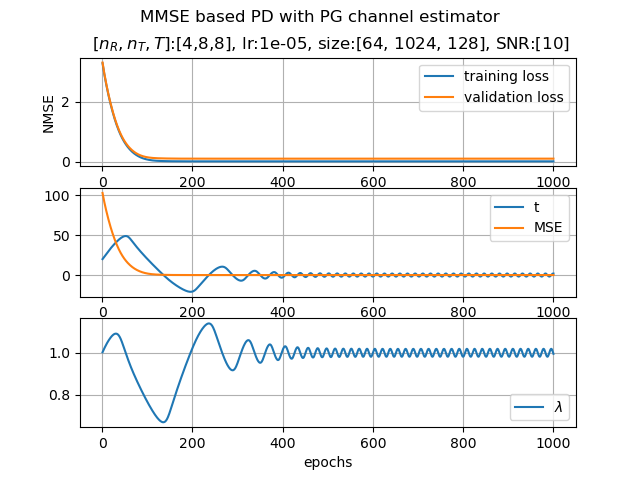 MMSE based PD with PG channel estimator
[n_R, n_T, T]:[4,8,8], lr:1e-05, size:[64, 1024, 128], SNR:[10]
NMSE
2
0
training loss
validation loss
0 200 400 600 800 1000
100
50
0
t
MSE
0 200 400 600 800 1000
1.0
0.8
λ
0 200 400 600 800 1000
epochs